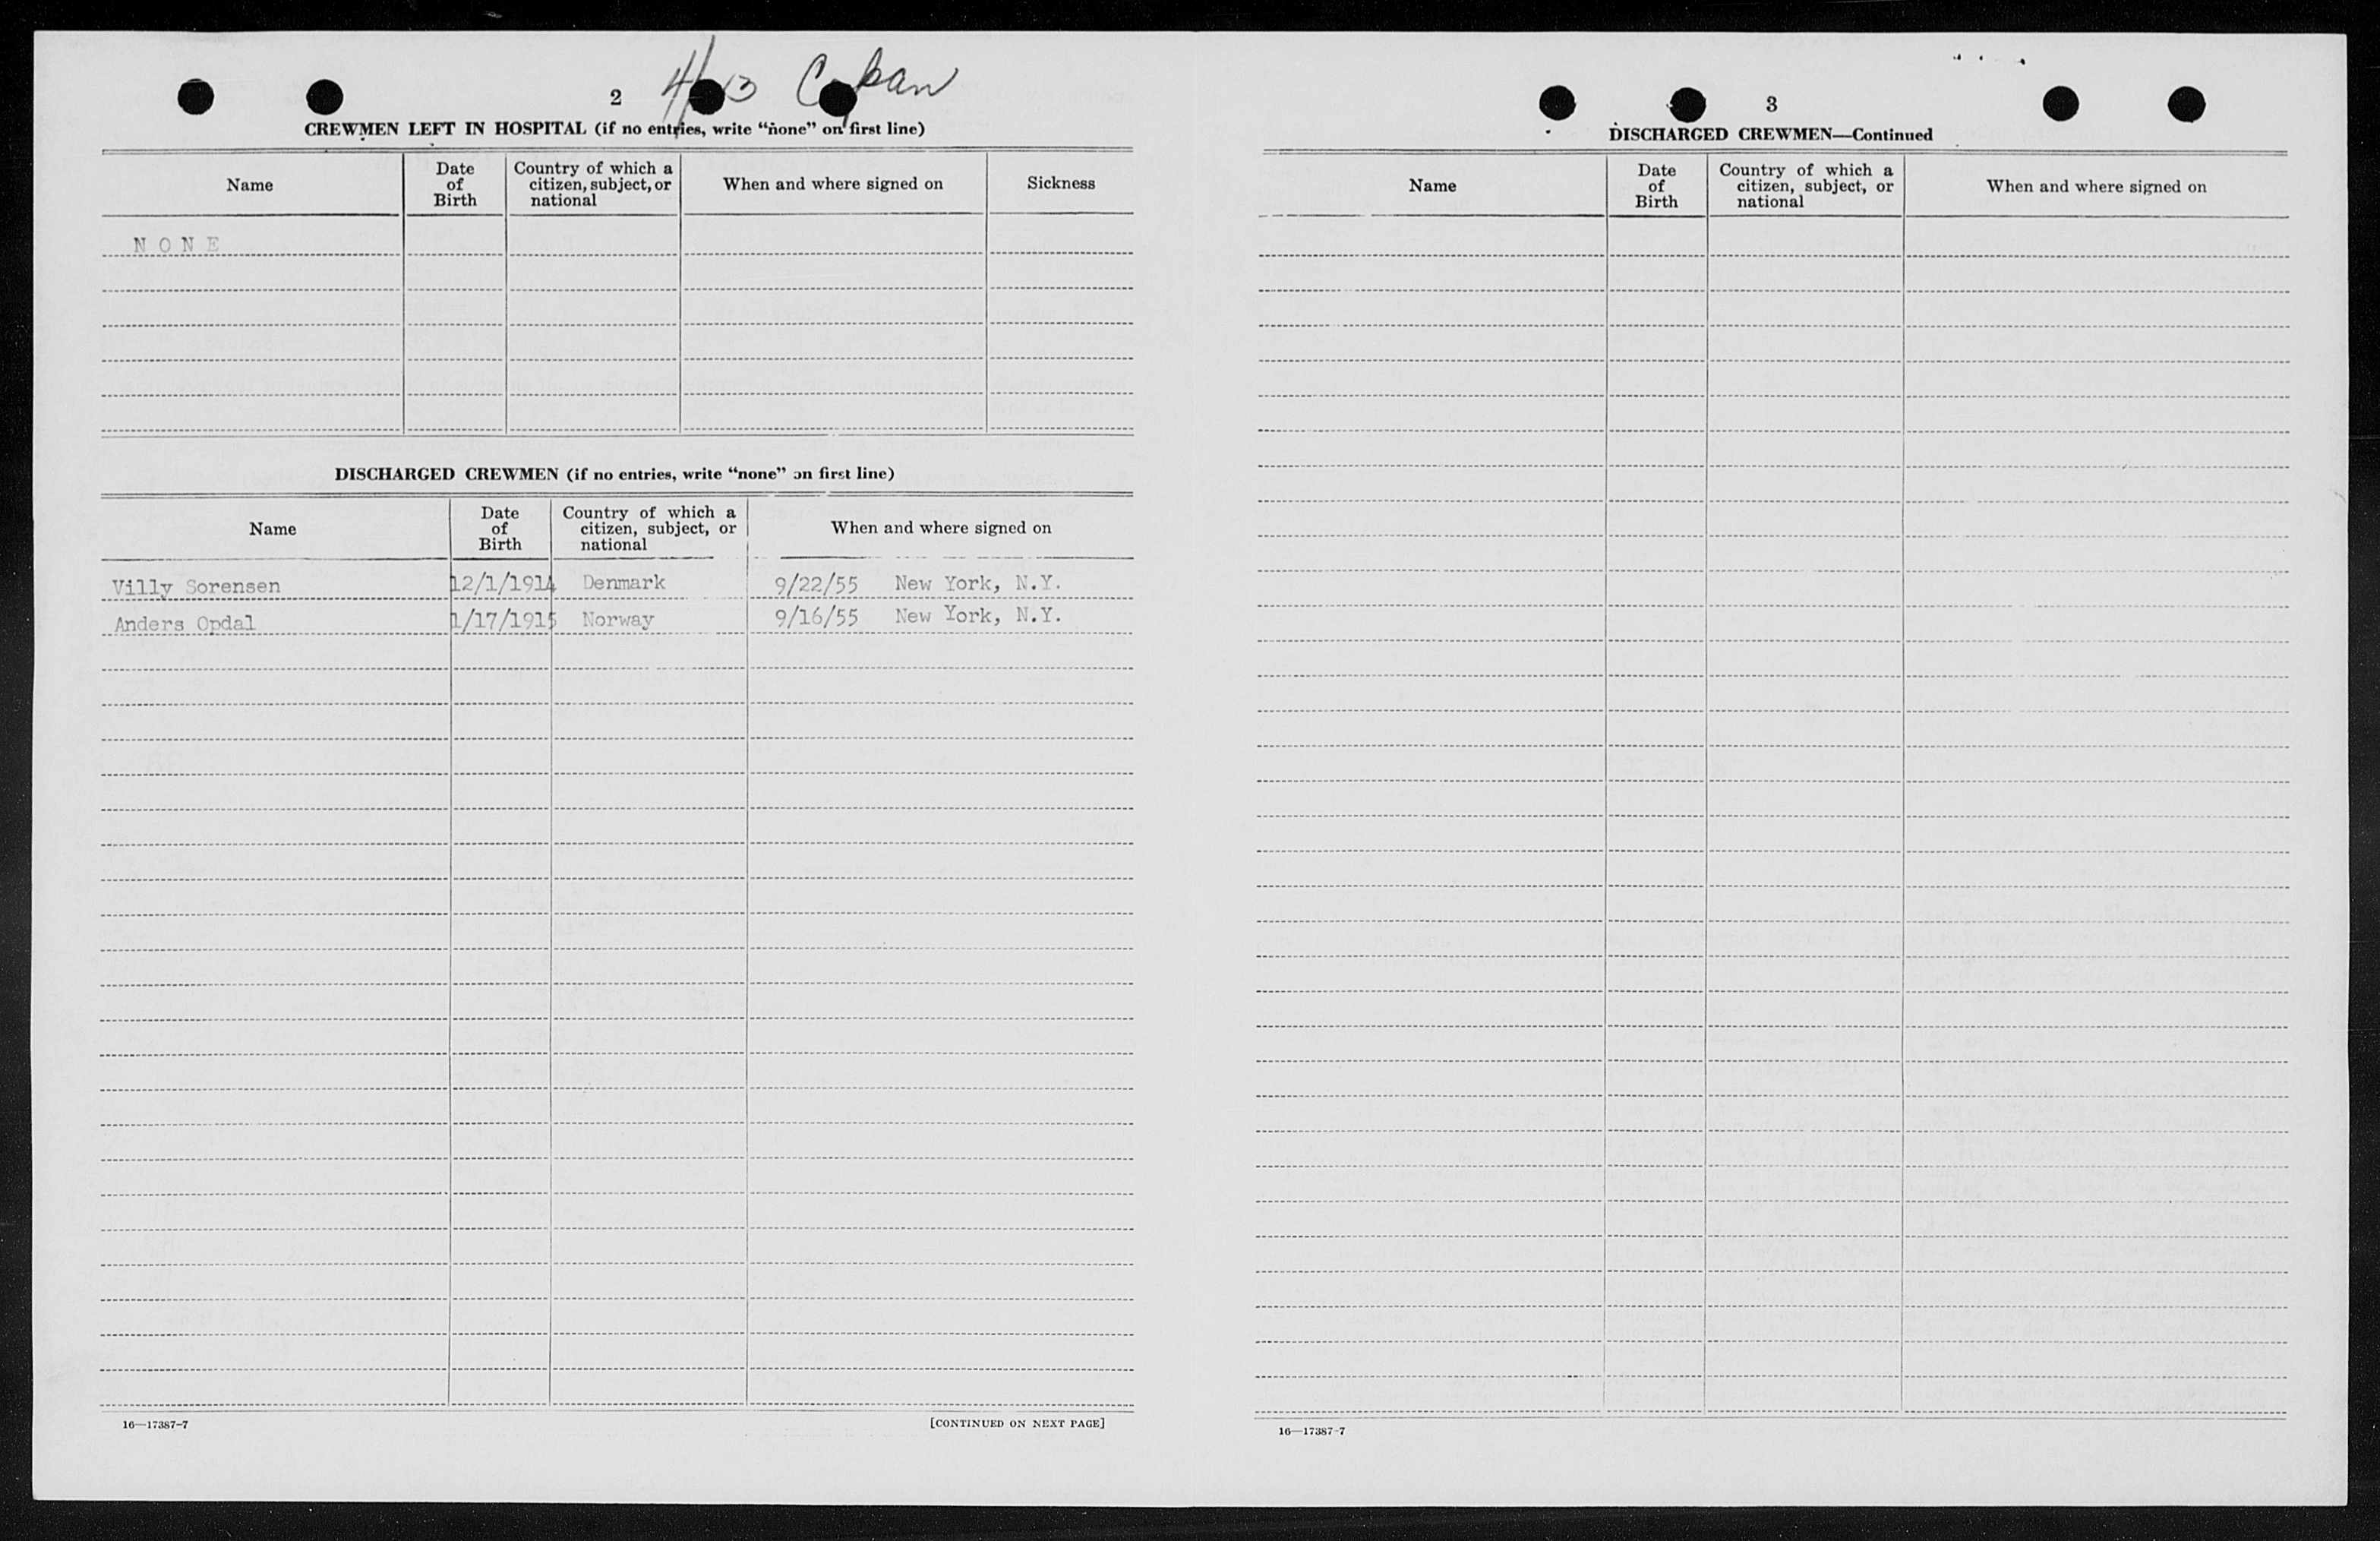 2
CREWMEN LEFT IN HOSPITAL (if no entries, write “none” on first line)
Name
Date of Birth
Country of which a citizen, subject, or national
When and where signed on
Sickness
N O N E
DISCHARGED CREWMEN (if no entries, write “none” on first line)
Name
Date of Birth
Country of which a citizen, subject, or national
When and where signed on
Villy Sorensen 12/1/1914 Denmark 9/22/55 New York, N.Y.
Anders Opdal 1/17/1915 Norway 9/16/55 New York, N.Y.
16—17387-7
[CONTINUED ON NEXT PAGE]
3
DISCHARGED CREWMEN—Continued
Name
Date of Birth
Country of which a citizen, subject, or national
When and where signed on
16—17387-7